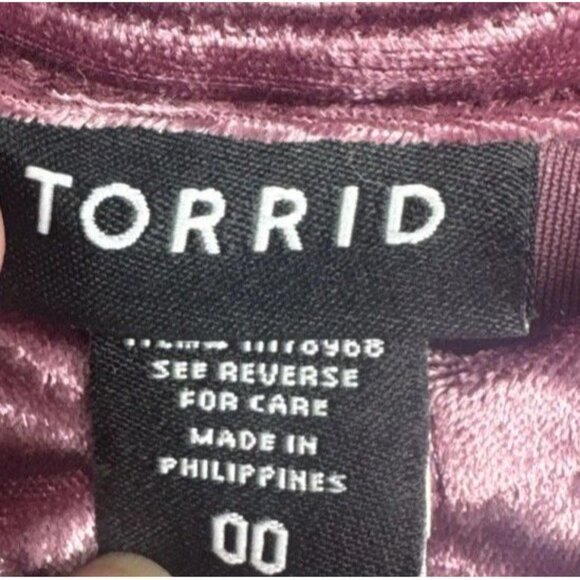 TORRID
SEE REVERSE
FOR CARE
MADE IN
PHILIPPINES
00